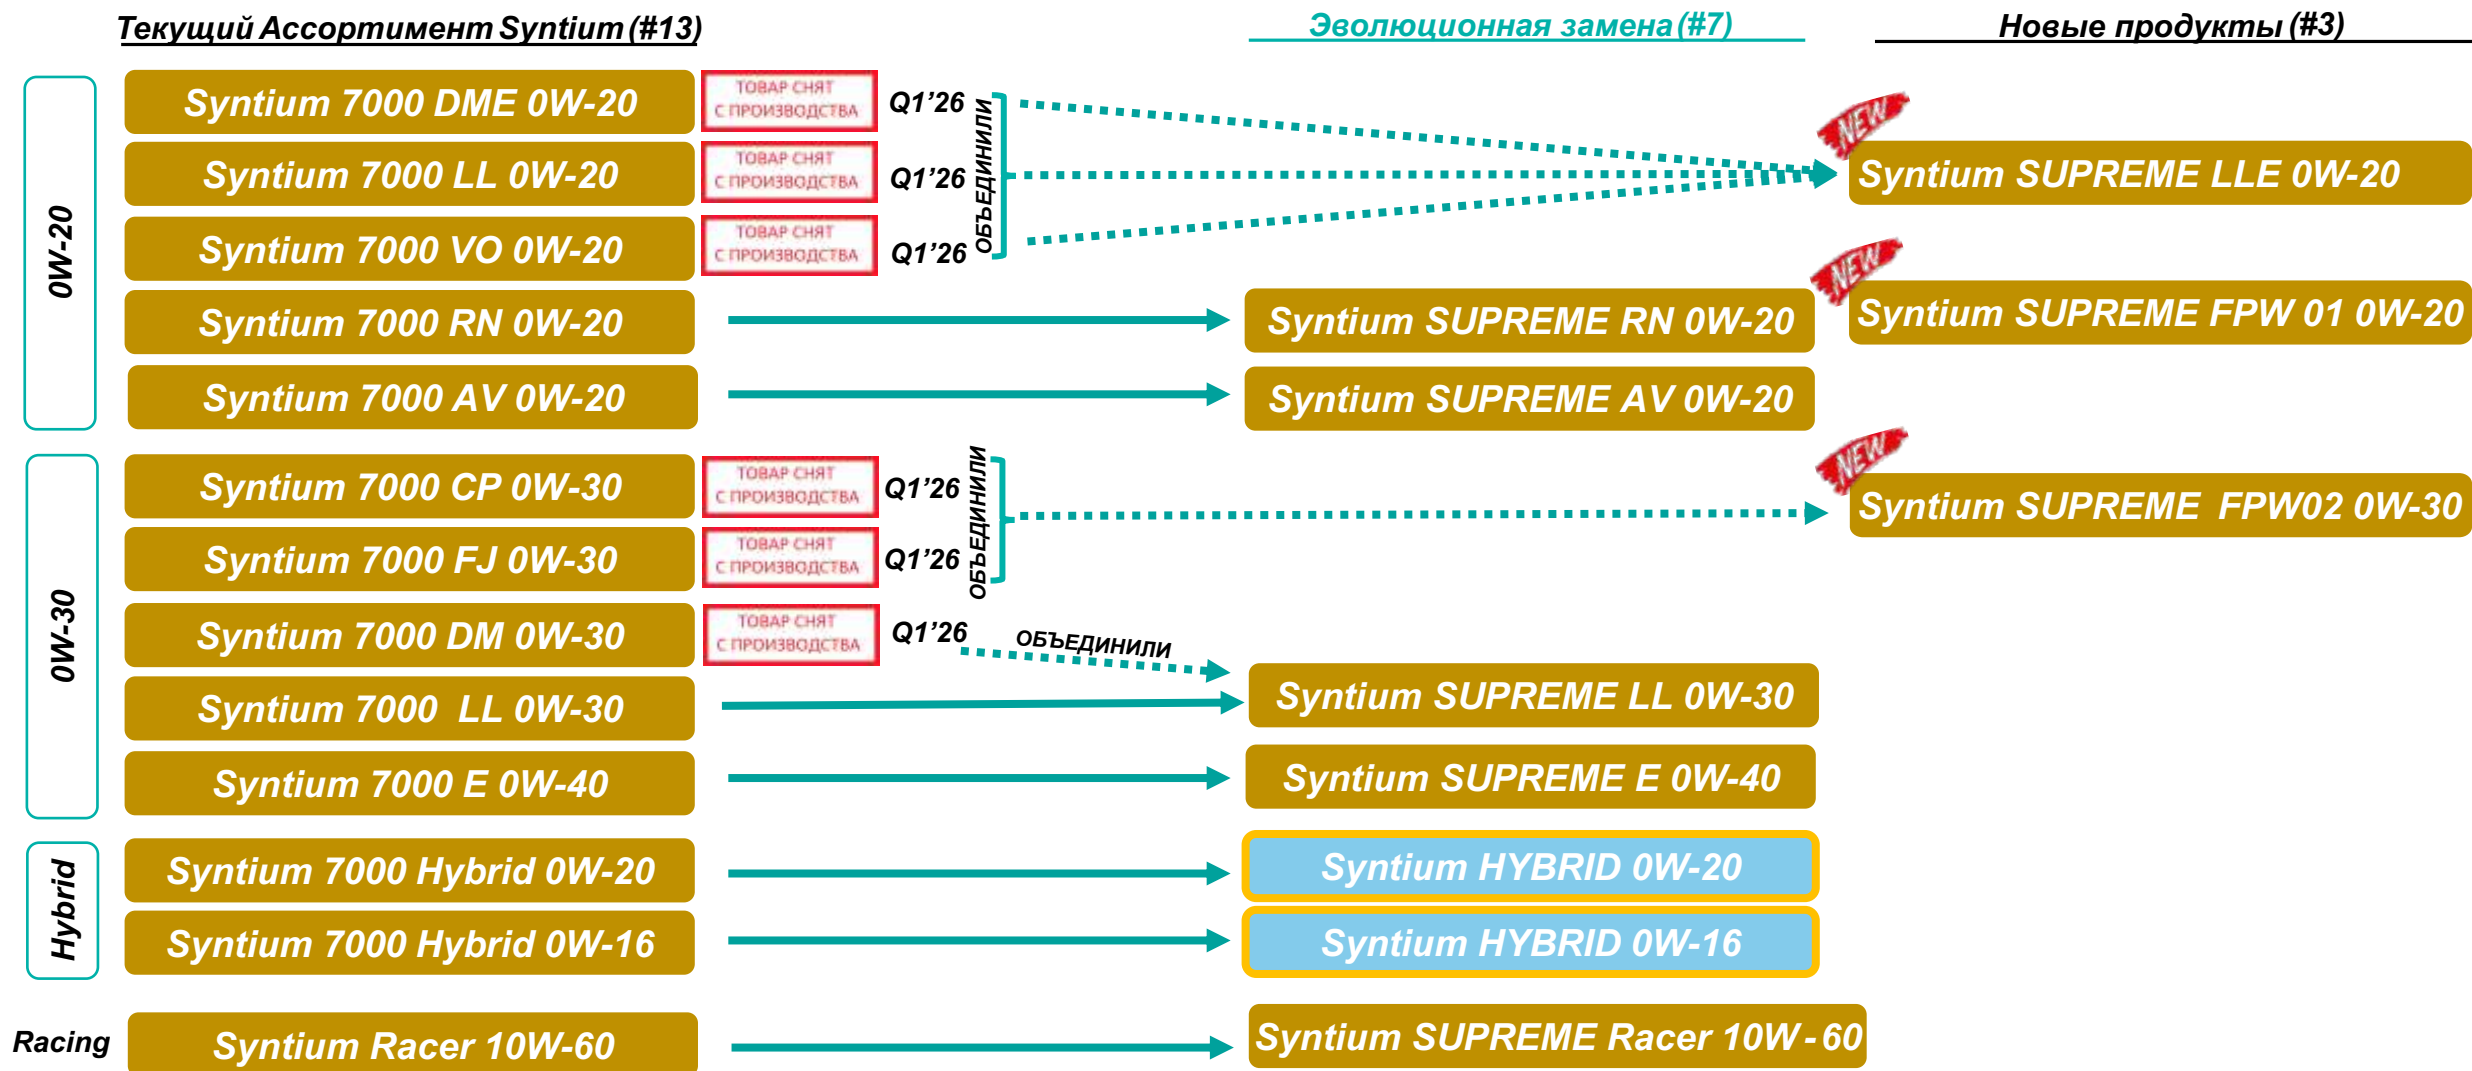 Текущий Ассортимент Syntium (#13)
Эволюционная замена (#7)
Новые продукты (#3)
0W-20
Syntium 7000 DME 0W-20
ТОВАР СНЯТ
С ПРОИЗВОДСТВА
Q1’26
Syntium 7000 LL 0W-20
ТОВАР СНЯТ
С ПРОИЗВОДСТВА
Q1’26
Syntium 7000 VO 0W-20
ТОВАР СНЯТ
С ПРОИЗВОДСТВА
Q1’26
ОБЪЕДИНИЛИ
NEW
Syntium SUPREME LLE 0W-20
Syntium 7000 RN 0W-20
Syntium SUPREME RN 0W-20
NEW
Syntium SUPREME FPW 01 0W-20
Syntium 7000 AV 0W-20
Syntium SUPREME AV 0W-20
0W-30
Syntium 7000 CP 0W-30
ТОВАР СНЯТ
С ПРОИЗВОДСТВА
Q1’26
Syntium 7000 FJ 0W-30
ТОВАР СНЯТ
С ПРОИЗВОДСТВА
Q1’26
ОБЪЕДИНИЛИ
NEW
Syntium SUPREME FPW02 0W-30
Syntium 7000 DM 0W-30
ТОВАР СНЯТ
С ПРОИЗВОДСТВА
Q1’26
ОБЪЕДИНИЛИ
Syntium 7000 LL 0W-30
Syntium SUPREME LL 0W-30
Syntium 7000 E 0W-40
Syntium SUPREME E 0W-40
Hybrid
Syntium 7000 Hybrid 0W-20
Syntium HYBRID 0W-20
Syntium 7000 Hybrid 0W-16
Syntium HYBRID 0W-16
Racing
Syntium Racer 10W-60
Syntium SUPREME Racer 10W-60